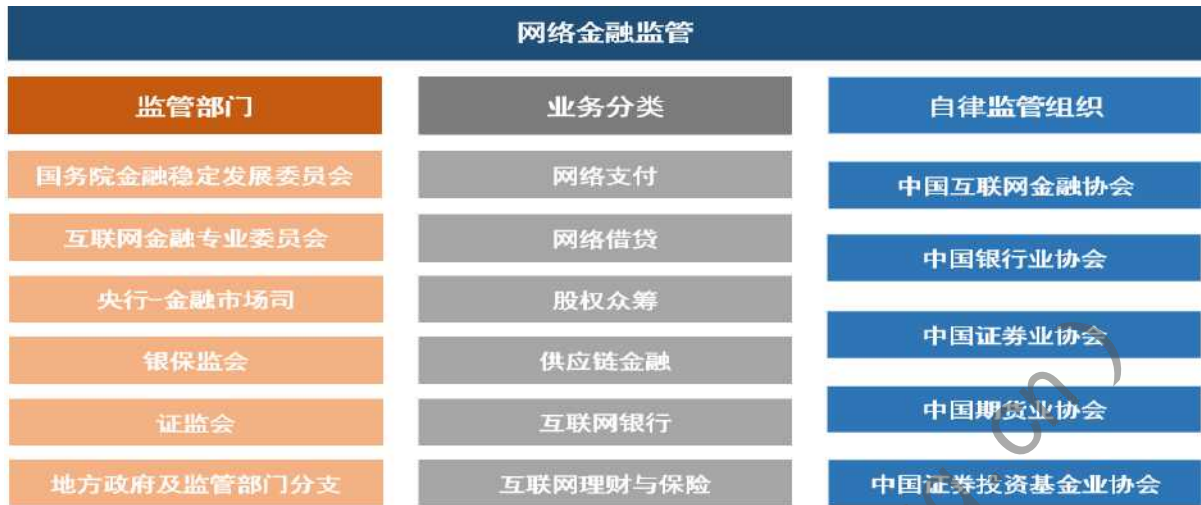 网络金融监管
监管部门
国务院金融稳定发展委员会
互联网金融专业委员会
央行-金融市场司
银保监会
证监会
地方政府及监管部门分支
业务分类
网络支付
网络借贷
股权众筹
供应链金融
互联网银行
互联网理财与保险
自律监管组织
中国互联网金融协会
中国银行业协会
中国证券业协会
中国期货业协会
中国证券投资基金业协会
cn)